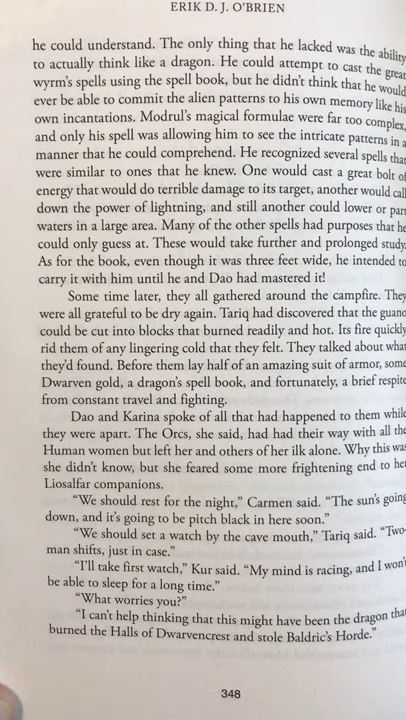 ERIK D. J. O'BRIEN
he could understand. The only thing that he lacked was the ability
to actually think like a dragon. He could attempt to cast the great
wyrm's spells using the spell book, but he didn't think that he would
ever be able to commit the alien patterns to his own memory like his
own incantations. Modrul's magical formulae were far too complex,
and only his spell was allowing him to see the intricate patterns in a
manner that he could comprehend. He recognized several spells that
were similar to ones that he knew. One would cast a great bolt of
energy that would do terrible damage to its target, another would call
down the power of lightning, and still another could lower or part
waters in a large area. Many of the other spells had purposes that he
could only guess at. These would take further and prolonged study.
As for the book, even though it was three feet wide, he intended to
carry it with him until he and Dao had mastered it!
Some time later, they all gathered around the campfire. They
were all grateful to be dry again. Tariq had discovered that the guano
could be cut into blocks that burned readily and hot. Its fire quickly
rid them of any lingering cold that they felt. They talked about what
they'd found. Before them lay half of an amazing suit of armor, some
Dwarven gold, a dragon's spell book, and fortunately, a brief respite
from constant travel and fighting.
Dao and Karina spoke of all that had happened to them while
they were apart. The Orcs, she said, had had their way with all the
Human women but left her and others of her ilk alone. Why this was
she didn't know, but she feared some more frightening end to her
Liosalfar companions.
"We should rest for the night," Carmen said. "The sun's going
down, and it's going to be pitch black in here soon."
"We should set a watch by the cave mouth," Tariq said. "Two-
man shifts, just in case."
"I'll take first watch," Kur said. "My mind is racing, and I won't
be able to sleep for a long time."
"What worries you?"
"I can't help thinking that this might have been the dragon that
burned the Halls of Dwarvencrest and stole Baldric's Horde."
348